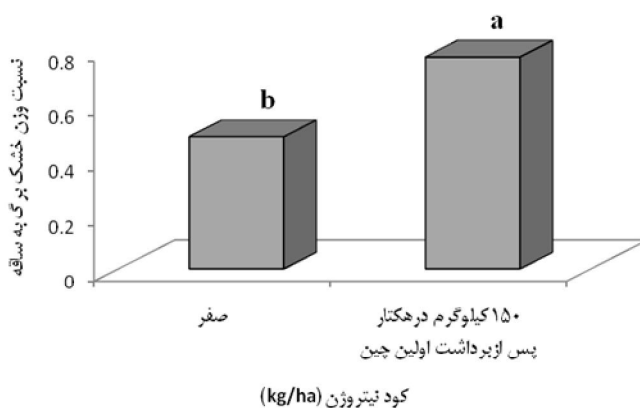 نسبت وزن خشک برگ به ساقه
0.8
0.6
0.4
0.2
0
b
a
صفر
۱۵۰کیلوگرم درهکتار
پس ازبرداشت اولین چین
کود نیتروژن (kg/ha)